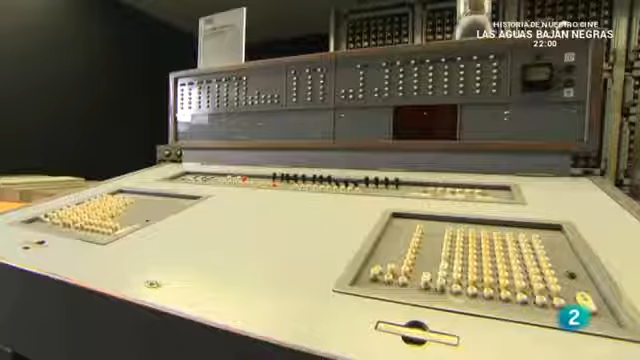 HISTORIA DE NUESTRO CINE
LAS AGUAS BAJAN NEGRAS
22:00
2